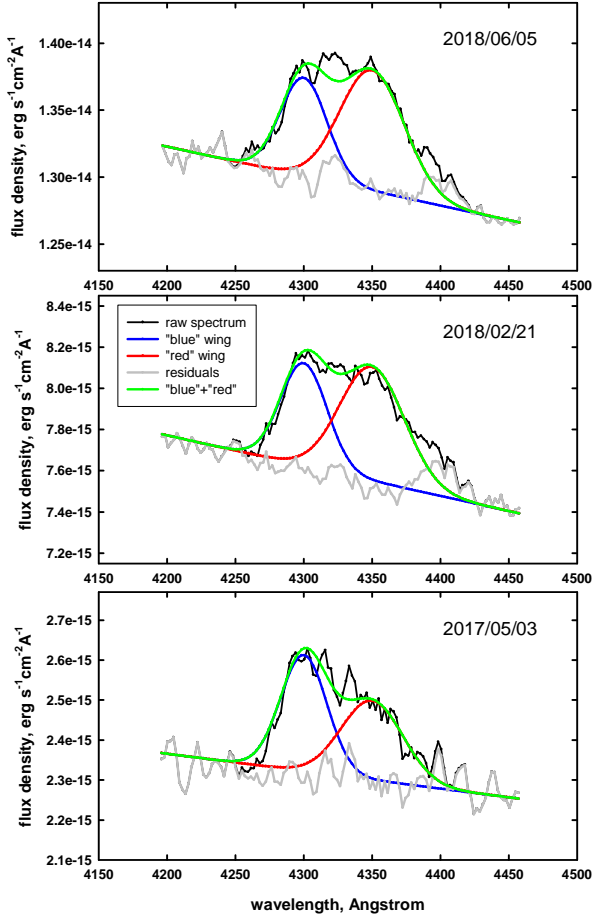 1.40e-14
1.35e-14
1.30e-14
1.25e-14
flux density, erg s-1cm-2A-1
2018/06/05
4150 4200 4250 4300 4350 4400 4450 4500
8.4e-15
8.2e-15
8.0e-15
7.8e-15
7.6e-15
7.4e-15
7.2e-15
flux density, erg s-1cm-2A-1
2018/02/21
raw spectrum
"blue" wing
"red" wing
residuals
"blue"+"red"
4150 4200 4250 4300 4350 4400 4450 4500
2.7e-15
2.6e-15
2.5e-15
2.4e-15
2.3e-15
2.2e-15
2.1e-15
flux density, erg s-1cm-2A-1
2017/05/03
4150 4200 4250 4300 4350 4400 4450 4500
wavelength, Angstrom